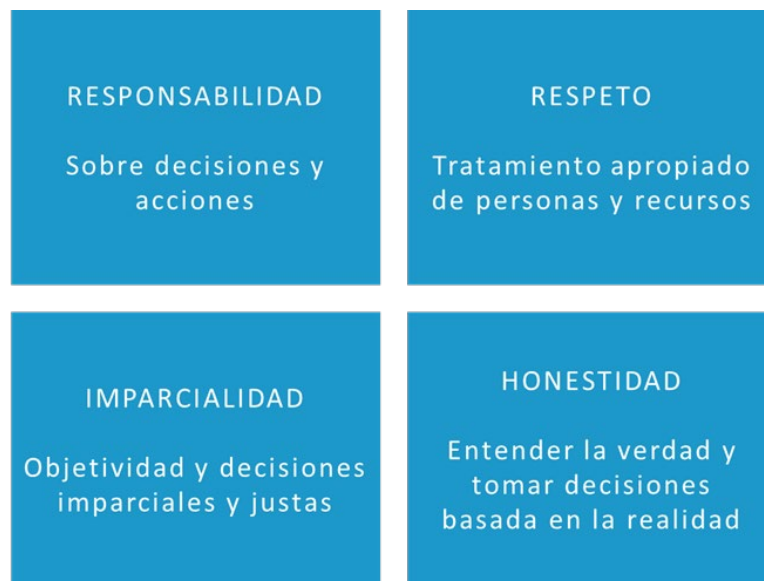 RESPONSABILIDAD
Sobre decisiones y
acciones
RESPETO
Tratamiento apropiado
de personas y recursos
IMPARCIALIDAD
Objetividad y decisiones
imparciales y justas
HONESTIDAD
Entender la verdad y
tomar decisiones
basada en la realidad